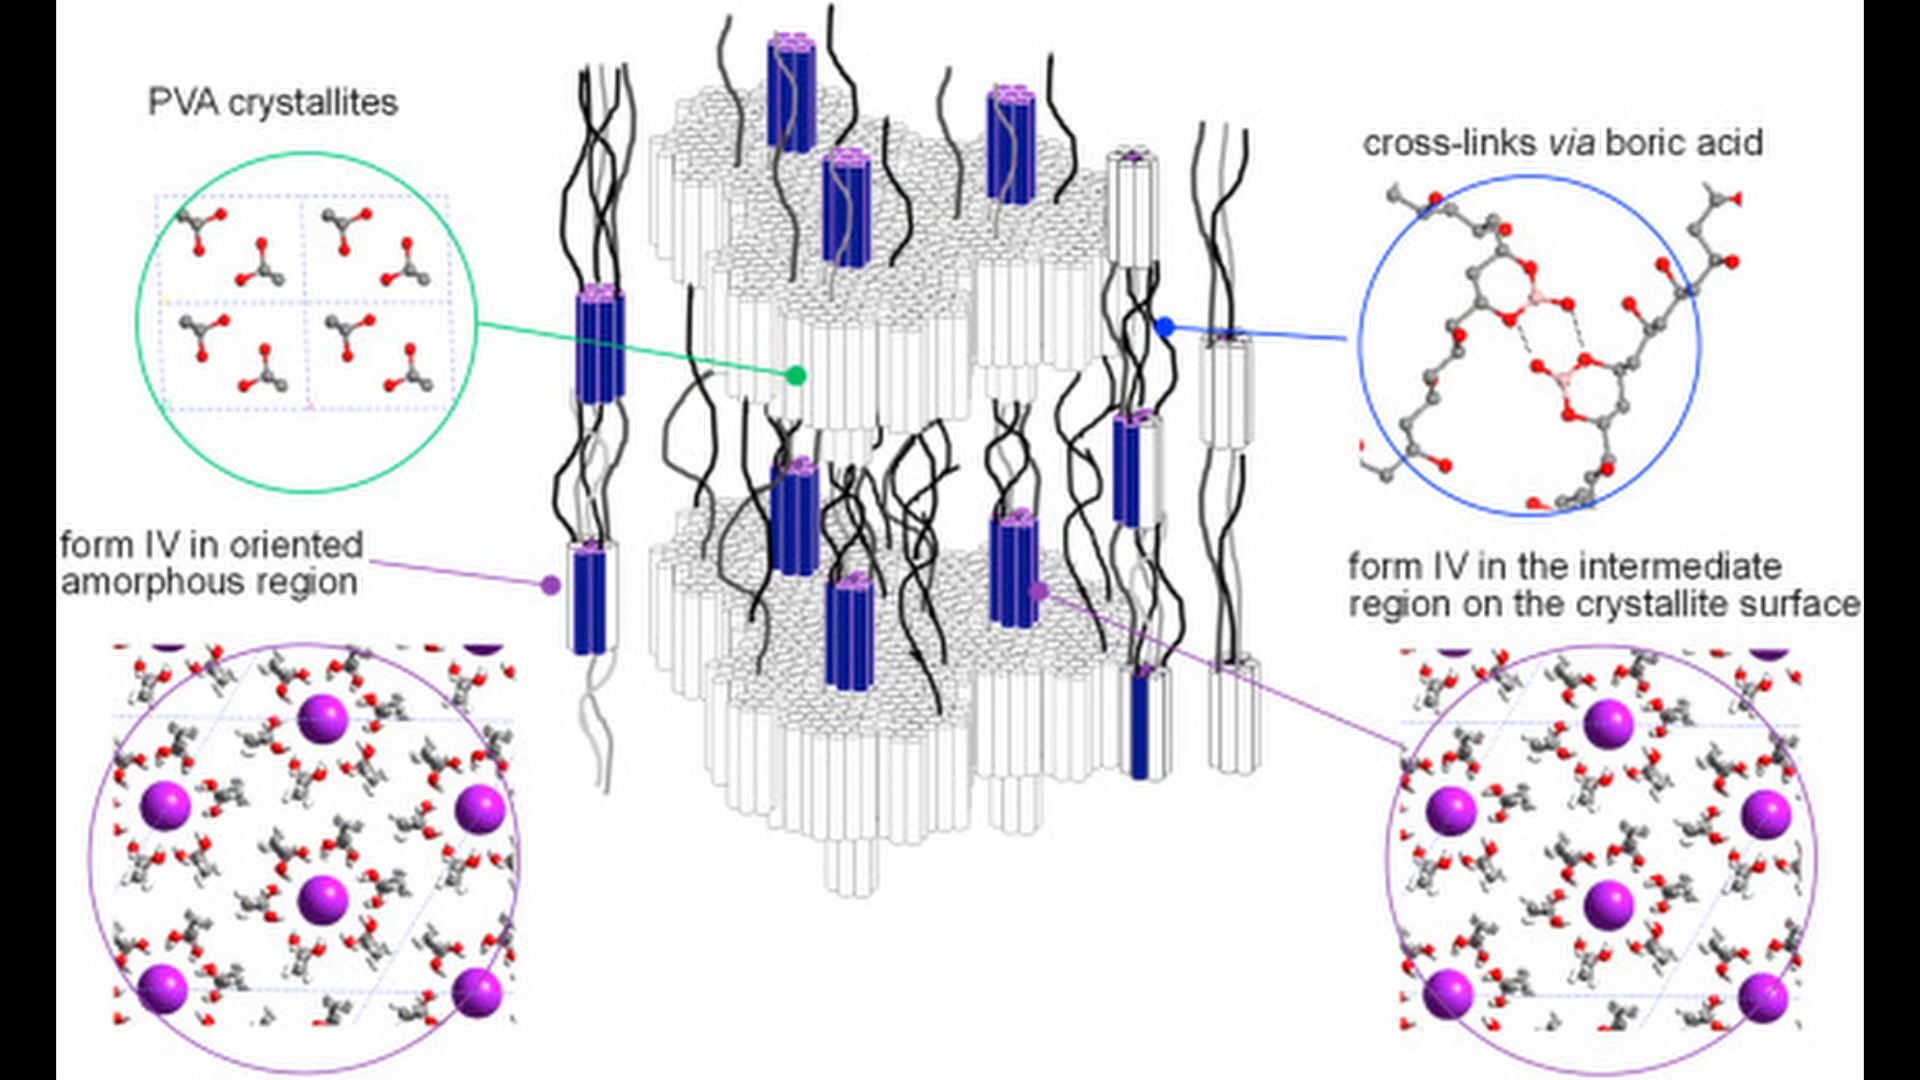 PVA crystallites
cross-links via boric acid
form IV in oriented
amorphous region
form IV in the intermediate
region on the crystallite surface